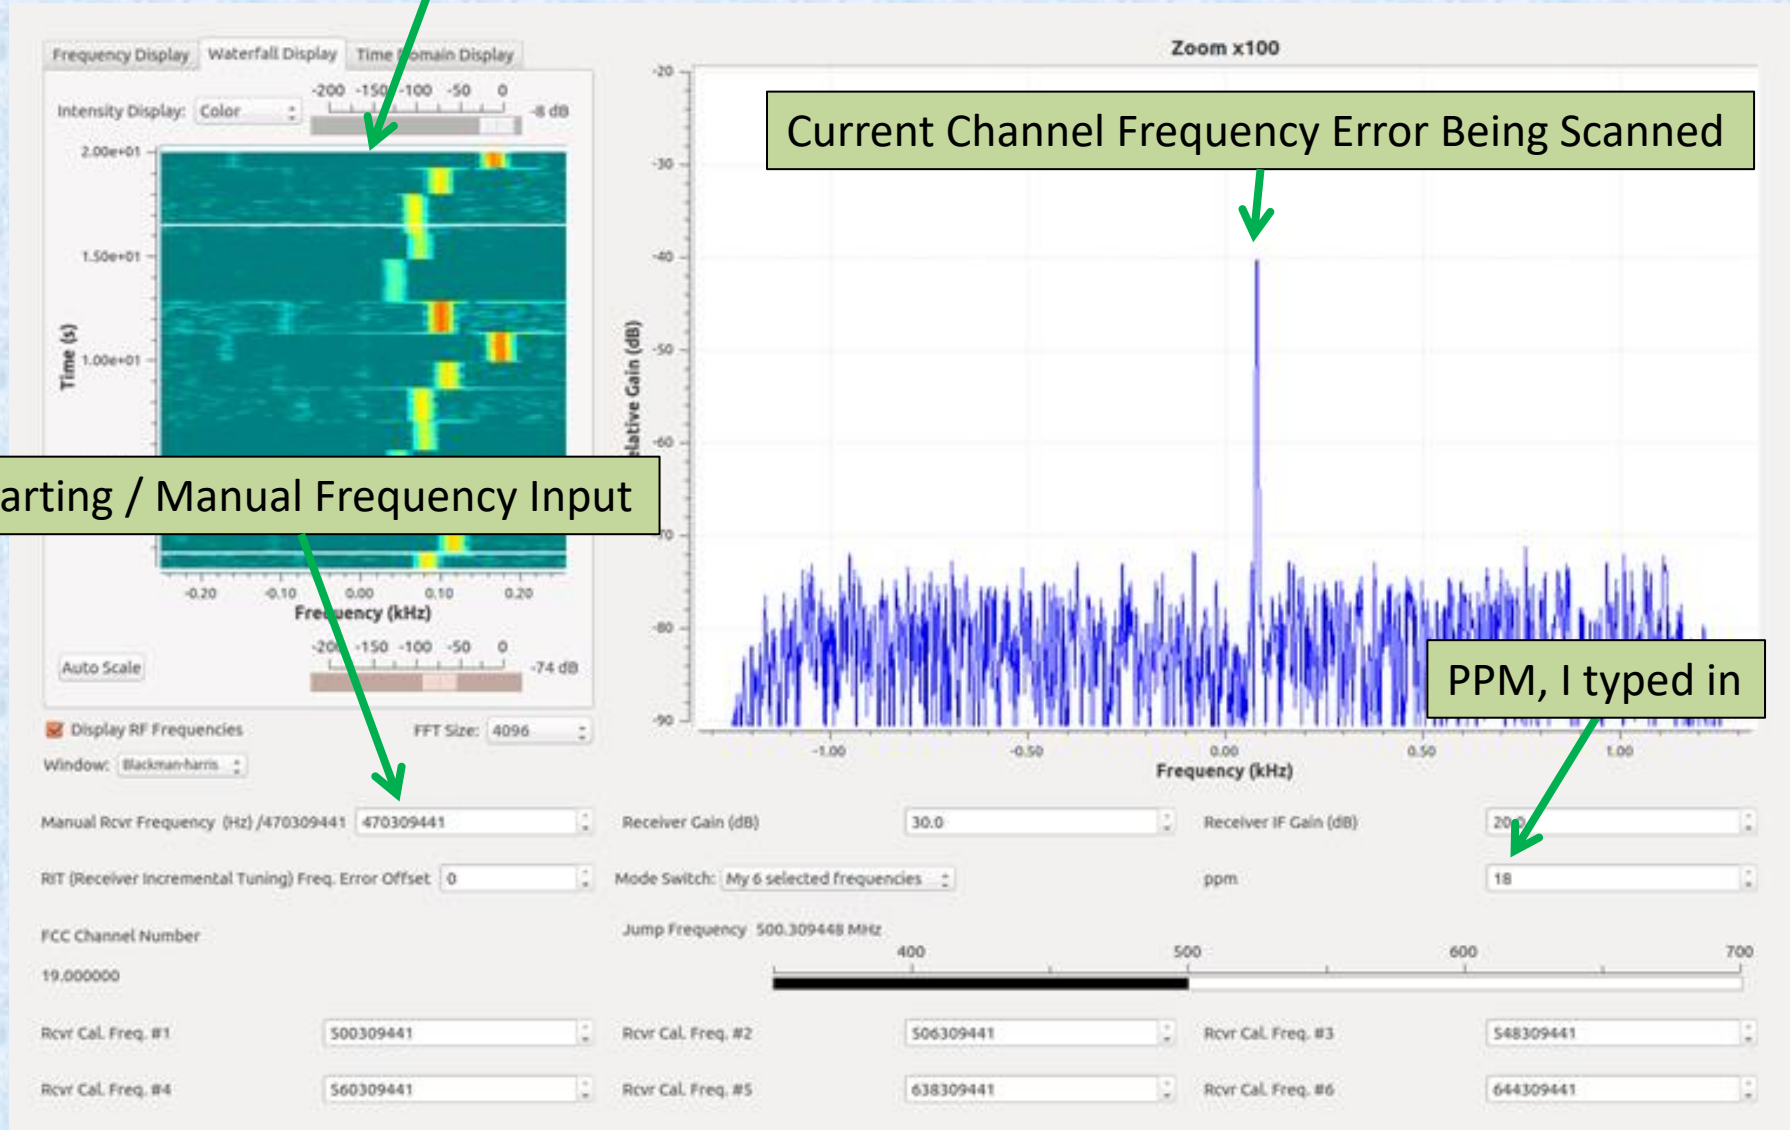 Frequency Display Waterfall Display Time Domain Display
Intensity Display: Color
-200 -150 -100 -50 0
-8 dB
2.00e+01
1.50e+01
1.00e+01
Time (s)
-0.20 -0.10 0.00 0.10 0.20
Frequency (kHz)
Auto Scale
-200 -150 -100 -50 0
-74 dB
Display RF Frequencies
FFT Size: 4096
Window: Blackman-harris
Zoom x100
Current Channel Frequency Error Being Scanned
-20
-30
-40
-50
-60
-70
-80
-90
elative Gain (dB)
-1.00 -0.50 0.00 0.50 1.00
Frequency (kHz)
arting / Manual Frequency Input
PPM, I typed in
Manual Rcvr Frequency (Hz) /470309441 470309441
Receiver Gain (dB) 30.0
Receiver IF Gain (dB) 20.0
RIT (Receiver Incremental Tuning) Freq. Error Offset 0
Mode Switch: My 6 selected frequencies
ppm 18
FCC Channel Number
19.000000
Jump Frequency 500.309448 MHz
400 500 600 700
Rcvr Cal. Freq. #1 500309441
Rcvr Cal. Freq. #2 506309441
Rcvr Cal. Freq. #3 548309441
Rcvr Cal. Freq. #4 560309441
Rcvr Cal. Freq. #5 638309441
Rcvr Cal. Freq. #6 644309441